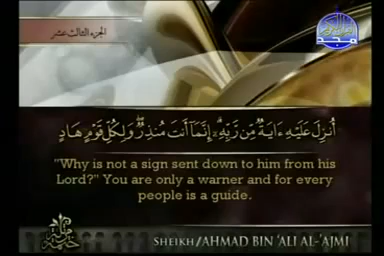 الجزء الثالث عشر
المجد
أُنزِلَ عَلَيْهِ ءَايَةٌ مِّن رَّبِّهِۦٓ ۗ إِنَّمَآ أَنتَ مُنذِرٌ ۖ وَلِكُلِّ قَوْمٍ هَادٍ
"Why is not a sign sent down to him from his
Lord?" You are only a warner and for every
people is a guide.
SHEIKH/AHMAD BIN 'ALI AL-'AJMI